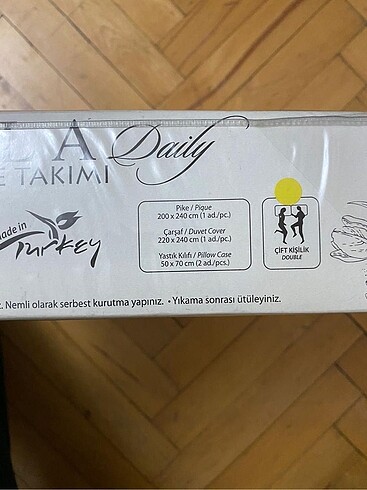 LA Daily
E TAKIMI
made in
Turkey
Pike / Pique
200 x 240 cm (1 ad./pc.)
Çarşaf / Duvet Cover
220 x 240 cm (1 ad./pc.)
Yastık Kılıfı / Pillow Case
50 x 70 cm (2 ad./pcs.)
ÇİFT KİŞİLİK
DOUBLE
z. Nemli olarak serbest kurutma yapınız. • Yıkama sonrası ütüleyiniz.